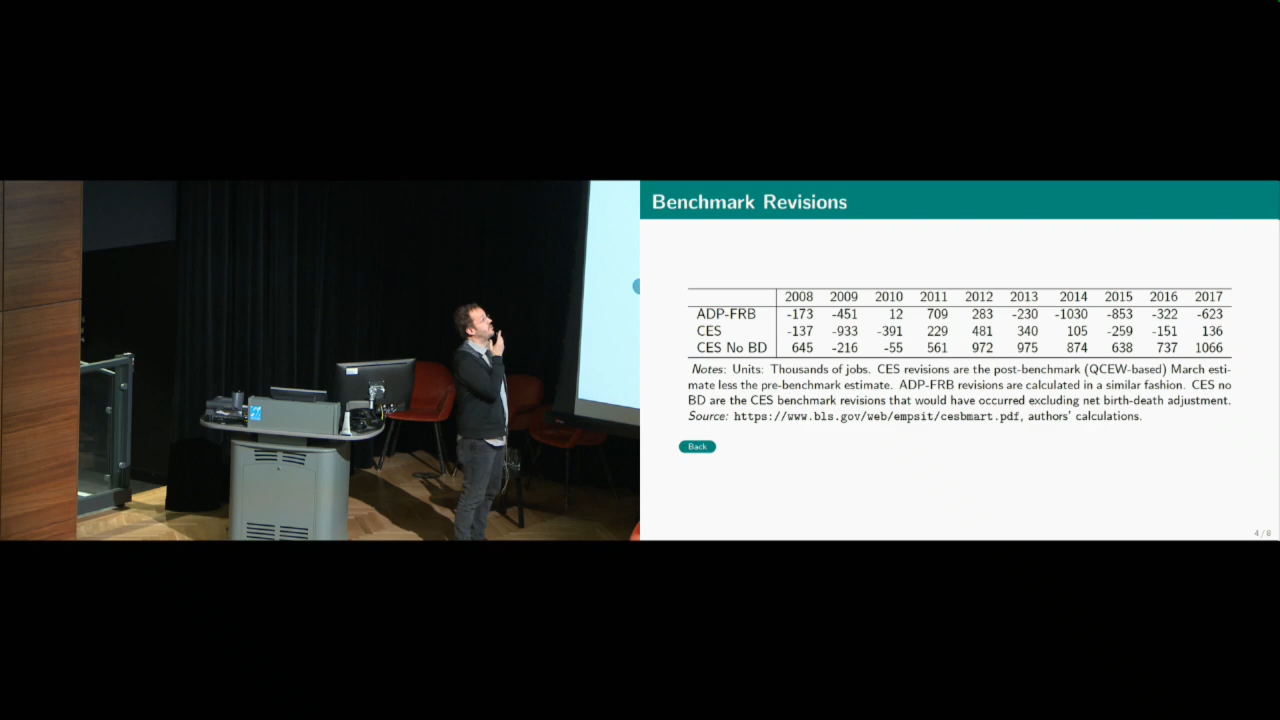 Benchmark Revisions
2008 2009 2010 2011 2012 2013 2014 2015 2016 2017
ADP-FRB -173 -451 12 709 283 -230 -1030 -853 -322 -623
CES -137 -933 -391 229 481 340 105 -259 -151 136
CES No BD 645 -216 -55 561 972 975 874 638 737 1066
Notes: Units: Thousands of jobs. CES revisions are the post-benchmark (QCEW-based) March esti-
mate less the pre-benchmark estimate. ADP-FRB revisions are calculated in a similar fashion. CES no
BD are the CES benchmark revisions that would have occurred excluding net birth-death adjustment.
Source: https://www.bls.gov/web/empsit/cesbmart.pdf, authors' calculations.
Back
4 / 8